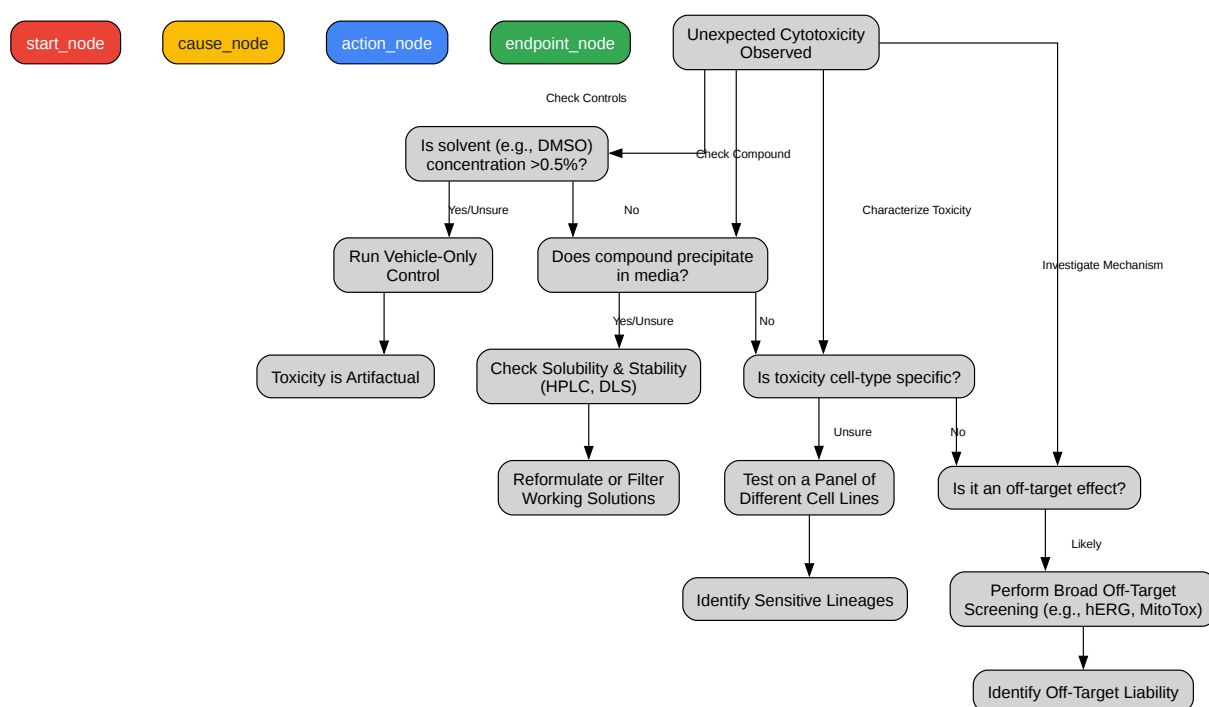 start_node
cause_node
action_node
endpoint_node
Unexpected Cytotoxicity
Observed
Check Controls
Is solvent (e.g., DMSO)
concentration >0.5%?
Check Compound
Yes/Unsure
No
Characterize Toxicity
Run Vehicle-Only
Control
Does compound precipitate
in media?
Investigate Mechanism
Yes/Unsure
No
Toxicity is Artifactual
Check Solubility & Stability
(HPLC, DLS)
Is toxicity cell-type specific?
Unsure
No
Reformulate or Filter
Working Solutions
Test on a Panel of
Different Cell Lines
Is it an off-target effect?
Likely
Identify Sensitive Lineages
Perform Broad Off-Target
Screening (e.g., hERG, MitoTox)
Identify Off-Target Liability